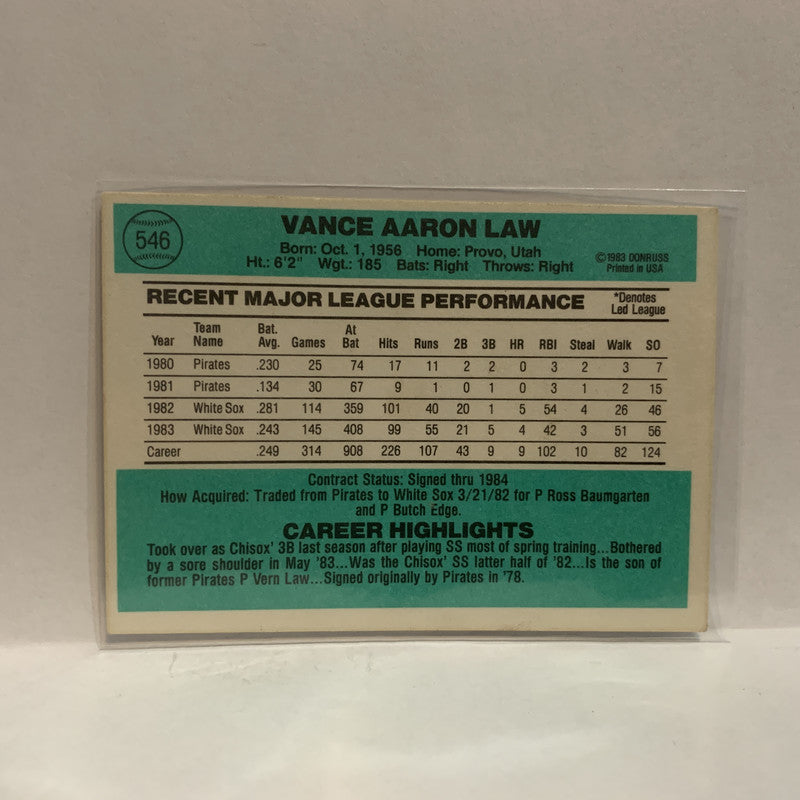 546
VANCE AARON LAW
Born: Oct. 1, 1956 Home: Provo, Utah
Ht.: 6'2" Wgt.: 185 Bats: Right Throws: Right
©1983 DONRUSS
Printed in USA
RECENT MAJOR LEAGUE PERFORMANCE
*Denotes
Led League
Year Team Name Bat. Avg. Games At Bat Hits Runs 2B 3B HR RBI Steal Walk SO
1980 Pirates .230 25 74 17 11 2 2 0 3 2 3 7
1981 Pirates .134 30 67 9 1 0 1 0 3 1 2 15
1982 White Sox .281 114 359 101 40 20 1 5 54 4 26 46
1983 White Sox .243 145 408 99 55 21 5 4 42 3 51 56
Career .249 314 908 226 107 43 9 9 102 10 82 124
Contract Status: Signed thru 1984
How Acquired: Traded from Pirates to White Sox 3/21/82 for P Ross Baumgarten
and P Butch Edge.
CAREER HIGHLIGHTS
Took over as Chisox' 3B last season after playing SS most of spring training...Bothered
by a sore shoulder in May '83...Was the Chisox' SS latter half of '82...Is the son of
former Pirates P Vern Law...Signed originally by Pirates in '78.